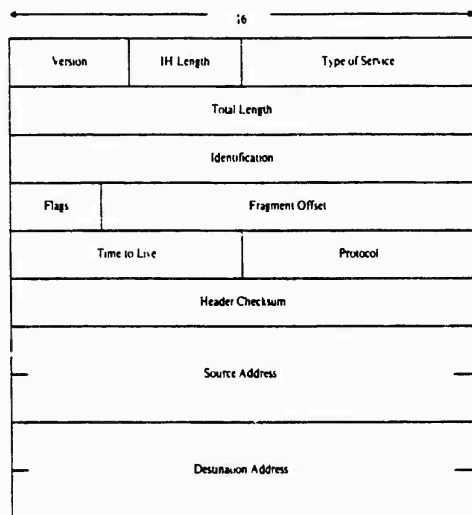 16
Version IH Length Type of Service
Total Length
Identification
Flags Fragment Offset
Time to Live Protocol
Header Checksum
Source Address
Destination Address